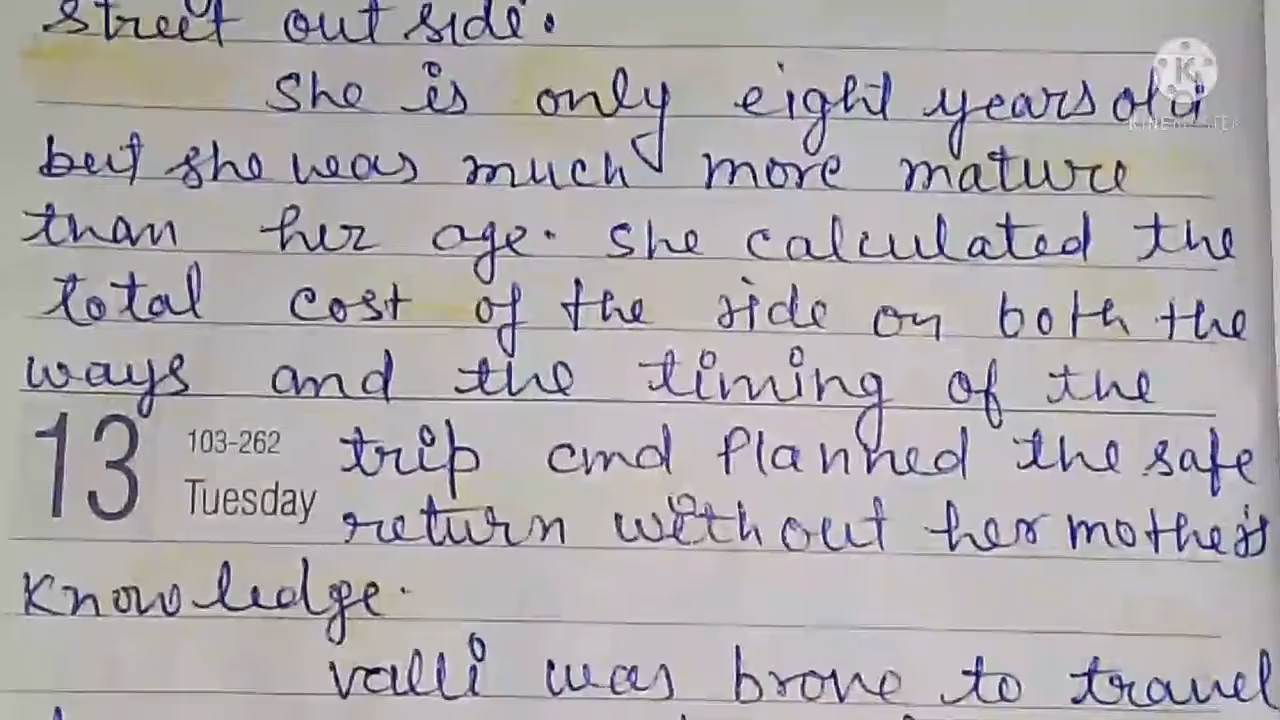 street outside.
She is only eight years old
KINEMASTER
but she was much more mature
than her age. She calculated the
total cost of the ride on both the
ways and the timing of the
13 103-262 trip and Planned the safe
Tuesday return without her mother's
Knowledge.
valli was brave to travel